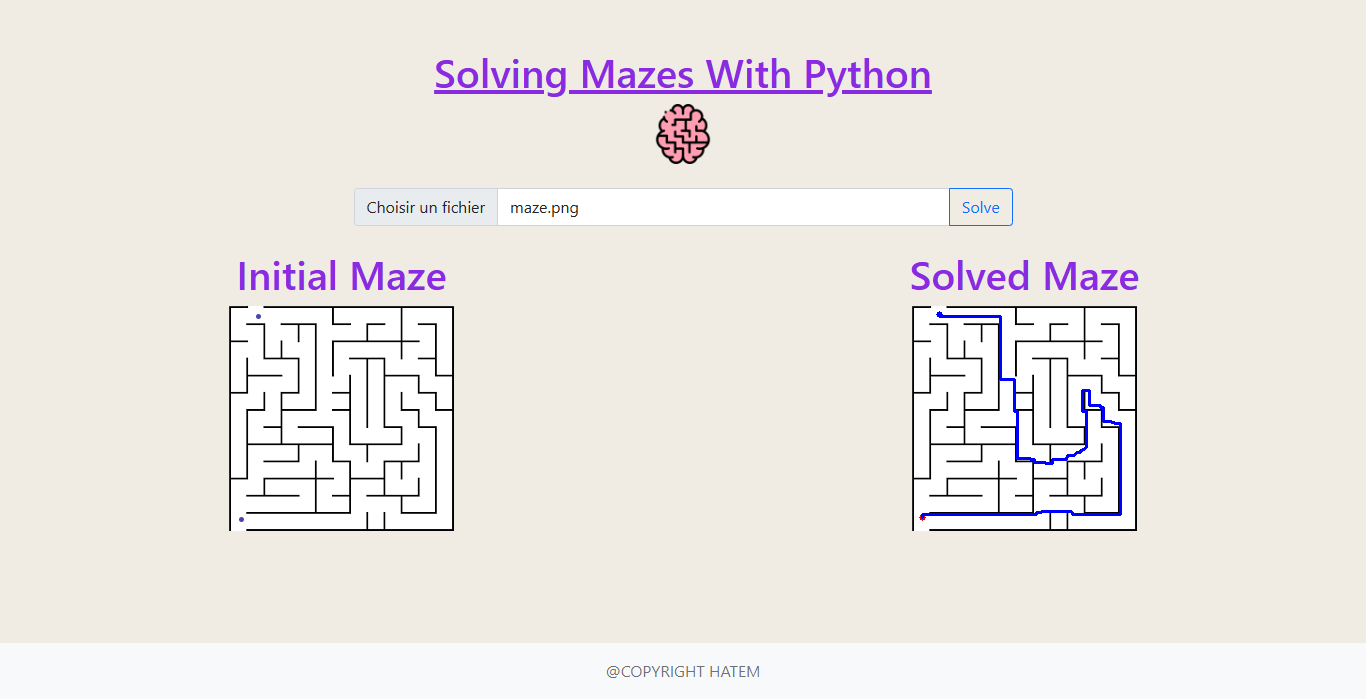 Solving Mazes With Python
Choisir un fichier maze.png Solve
Initial Maze Solved Maze
@COPYRIGHT HATEM